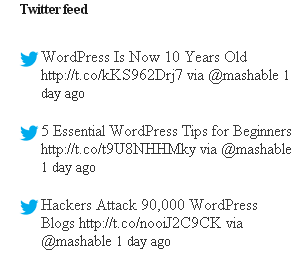 Twitter feed
WordPress Is Now 10 Years Old
http://t.co/kKS962Drj7 via @mashable 1
day ago
5 Essential WordPress Tips for Beginners
http://t.co/t9U8NHHMky via @mashable 1
day ago
Hackers Attack 90,000 WordPress
Blogs http://t.co/nooiJ2C9CK via
@mashable 1 day ago